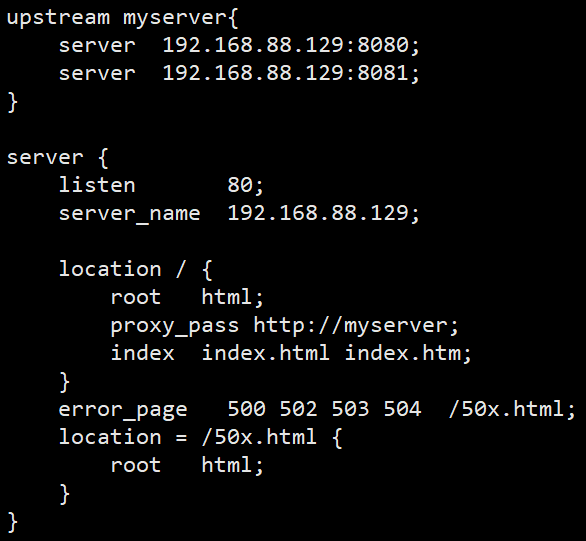 upstream myserver{
    server  192.168.88.129:8080;
    server  192.168.88.129:8081;
}

server {
    listen       80;
    server_name  192.168.88.129;

    location / {
        root   html;
        proxy_pass http://myserver;
        index  index.html index.htm;
    }
    error_page   500 502 503 504  /50x.html;
    location = /50x.html {
        root   html;
    }
}